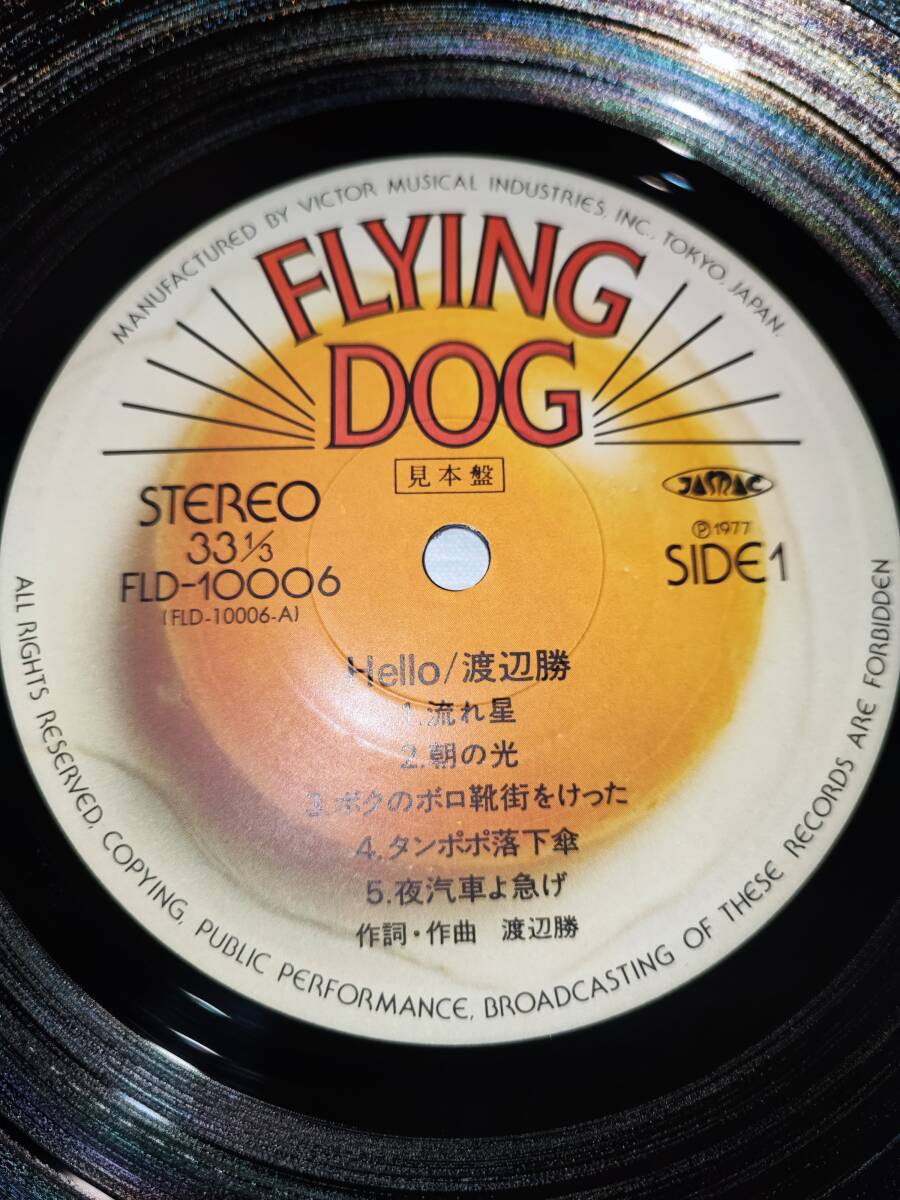 MANUFACTURED BY VICTOR MUSICAL INDUSTRIES, INC., TOKYO, JAPAN.
FLYING
DOG
見本盤
STEREO
33 1/3
FLD-10006
(FLD-10006-A)
JASRAC
Ⓟ1977
SIDE1
Hello/渡辺勝
1.流れ星
2.朝の光
3.ボクのボロ靴街をけった
4.タンポポ落下傘
5.夜汽車よ急げ
作詞・作曲 渡辺勝
ALL RIGHTS RESERVED, COPYING, PUBLIC PERFORMANCE, BROADCASTING OF THESE RECORDS ARE FORBIDDEN